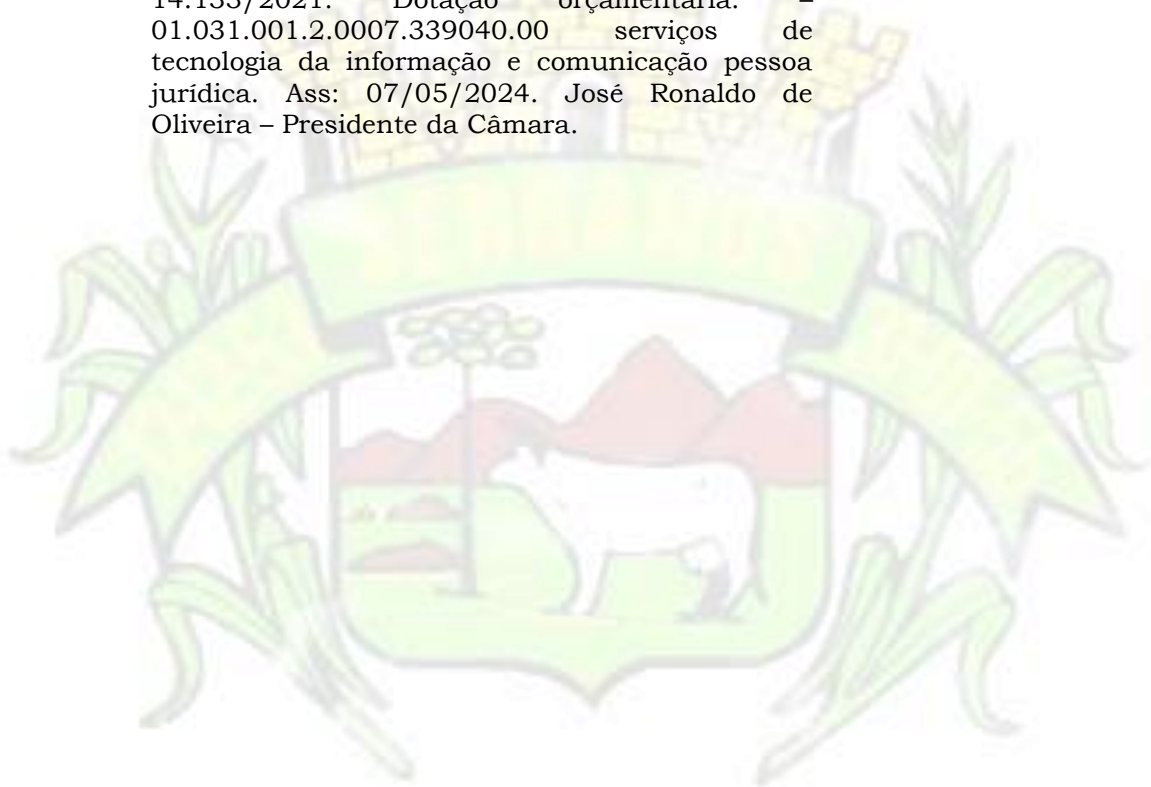 14.133/2021. Dotação orçamentária. –
01.031.001.2.0007.339040.00 serviços de
tecnologia da informação e comunicação pessoa
jurídica. Ass: 07/05/2024. José Ronaldo de
Oliveira – Presidente da Câmara.
SERRANOS